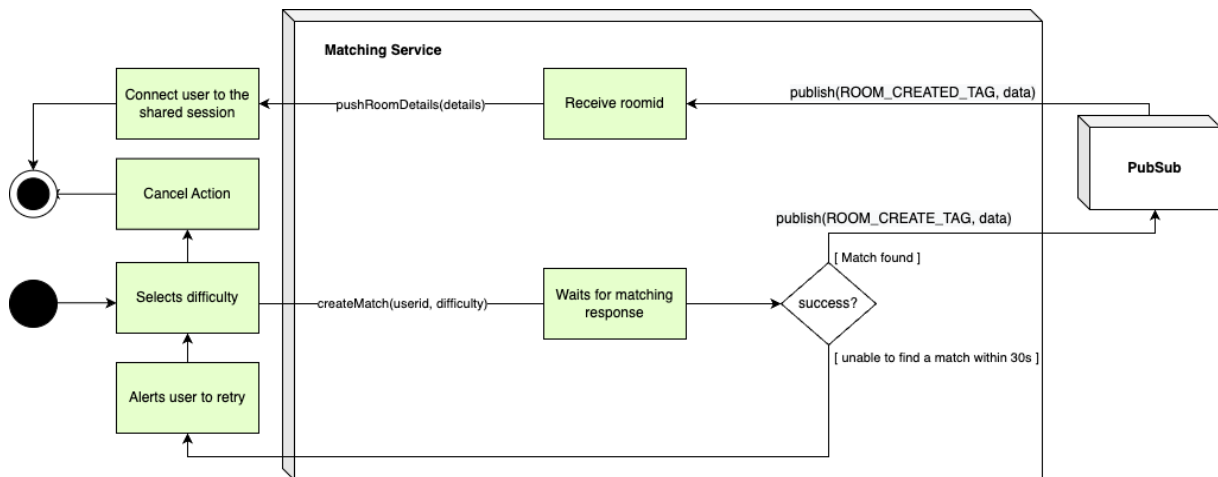 Matching Service
Connect user to the
shared session
pushRoomDetails(details)
Receive roomid
publish(ROOM_CREATED_TAG, data)
PubSub
Cancel Action
publish(ROOM_CREATE_TAG, data)
[ Match found ]
Selects difficulty
createMatch(userid, difficulty)
Waits for matching
response
success?
[ unable to find a match within 30s ]
Alerts user to retry